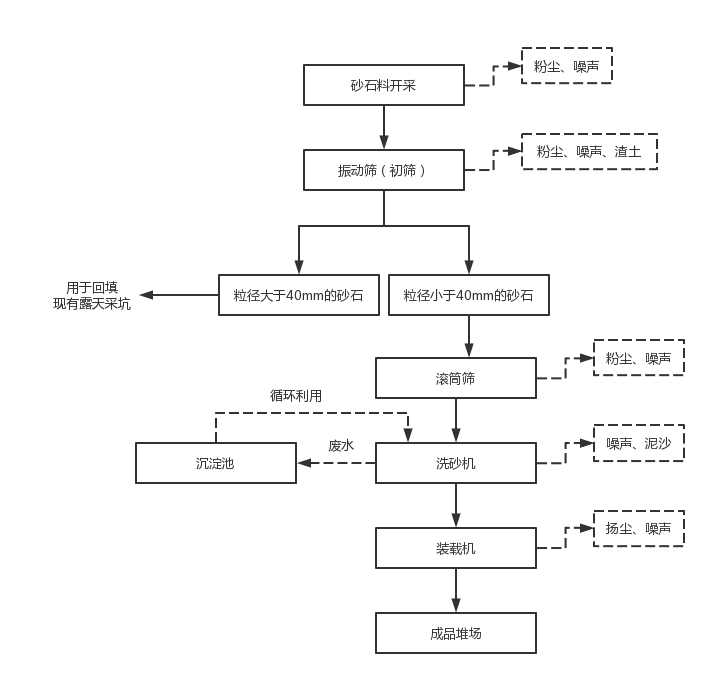 粉尘、噪声
砂石料开采
粉尘、噪声、渣土
振动筛（初筛）
用于回填
现有露天采坑
粒径大于40mm的砂石
粒径小于40mm的砂石
粉尘、噪声
滚筒筛
循环利用
废水
噪声、泥沙
沉淀池
洗砂机
扬尘、噪声
装载机
成品堆场